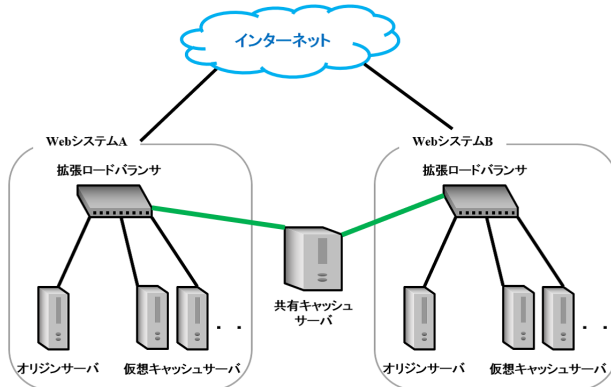 インターネット
WebシステムA
WebシステムB
拡張ロードバランサ
拡張ロードバランサ
共有キャッシュ
サーバ
オリジンサーバ
仮想キャッシュサーバ
オリジンサーバ
仮想キャッシュサーバ